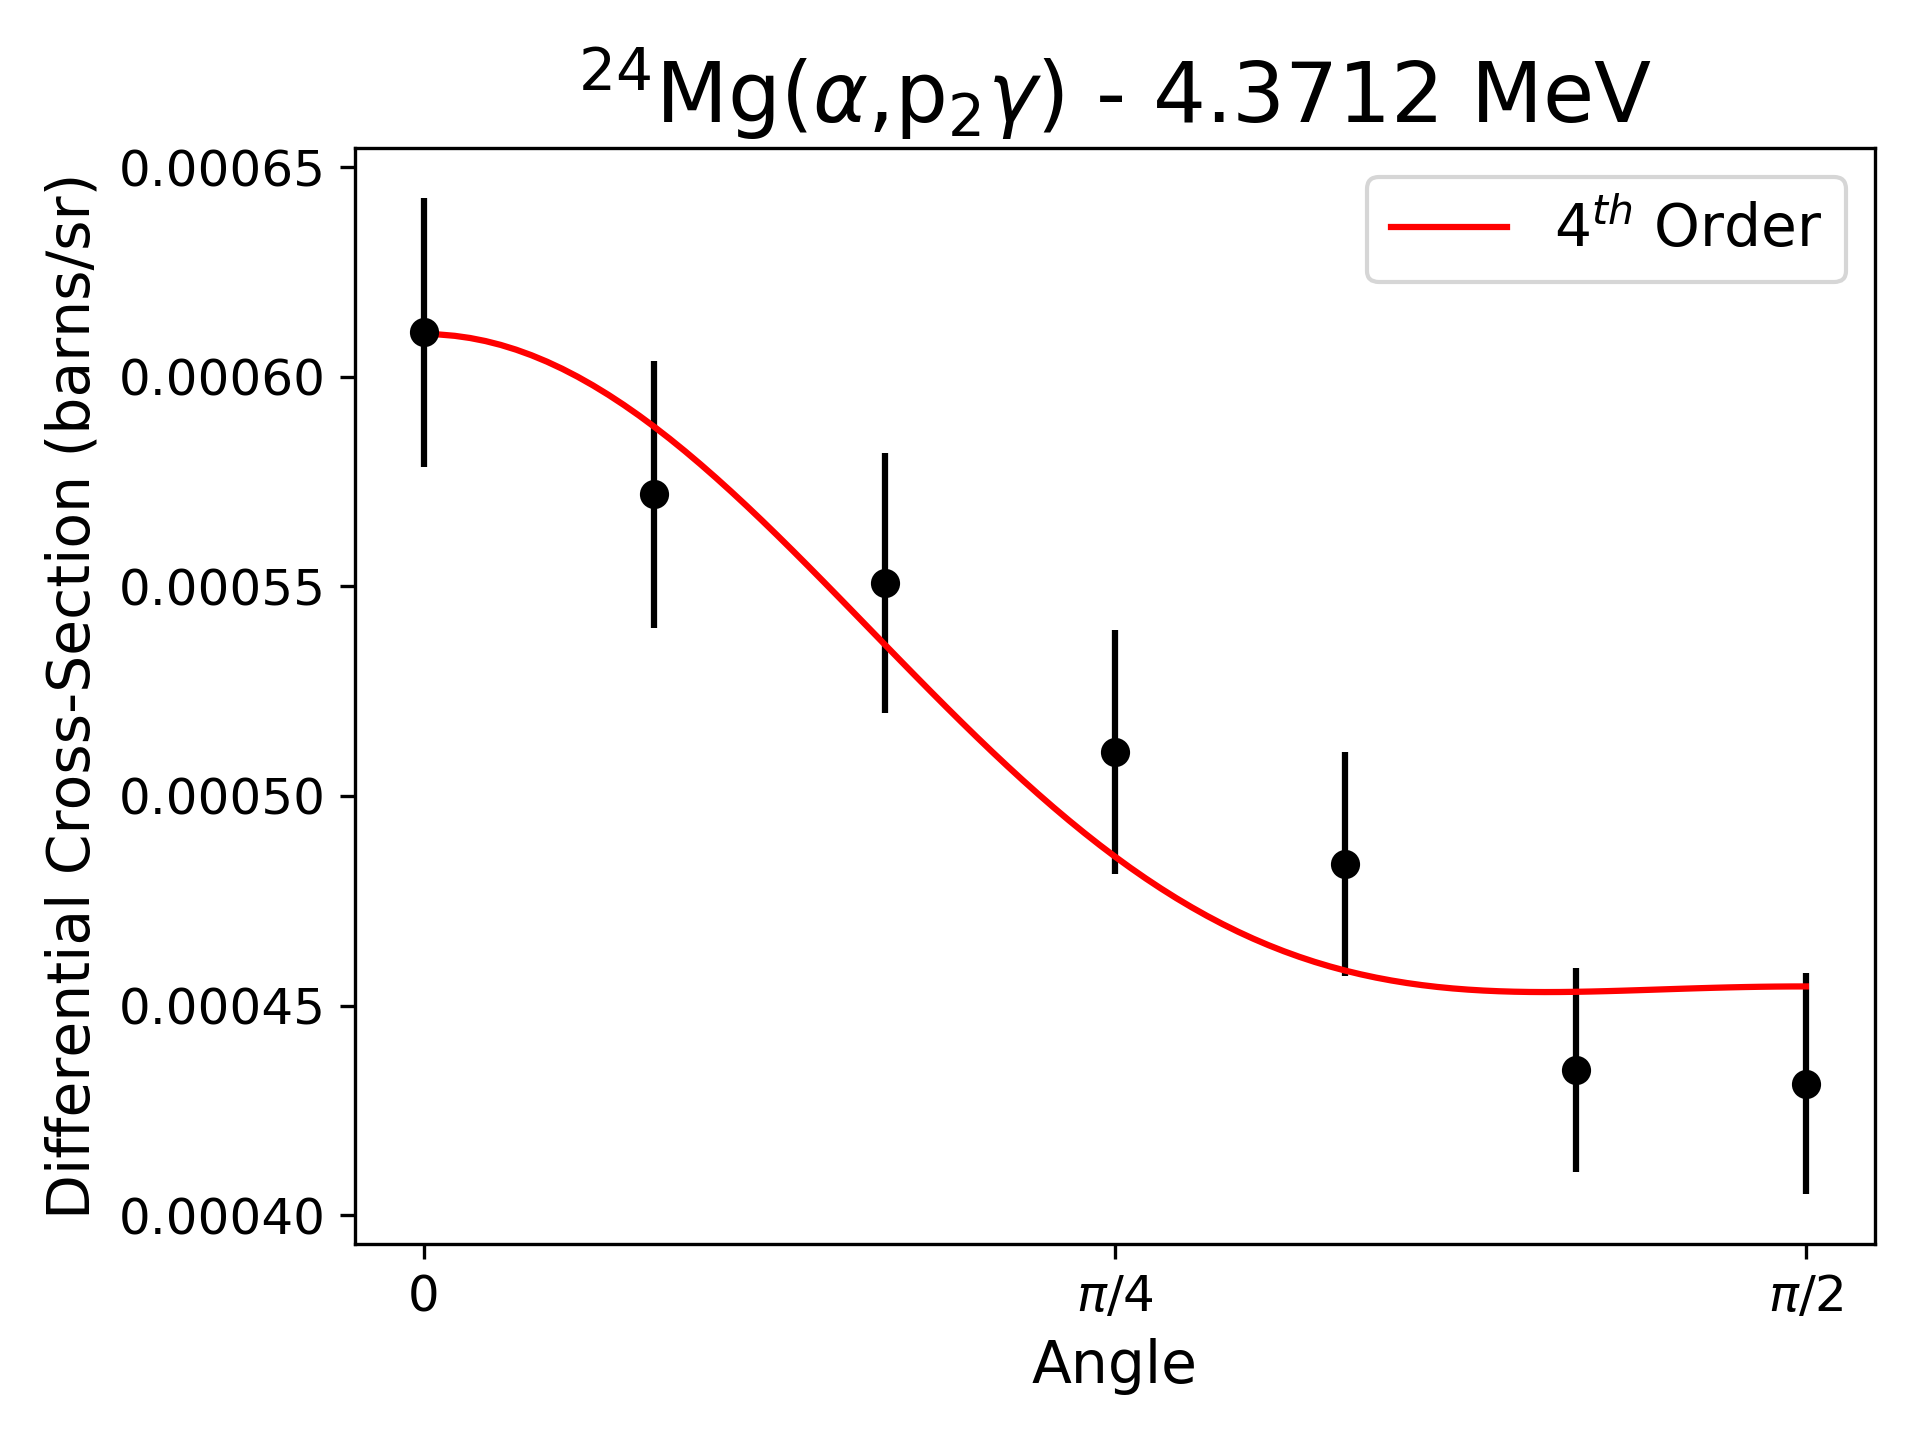 ²⁴Mg(α,p₂γ) - 4.3712 MeV
4ᵗʰ Order
Differential Cross-Section (barns/sr)
0.00065
0.00060
0.00055
0.00050
0.00045
0.00040
0
π/4
π/2
Angle